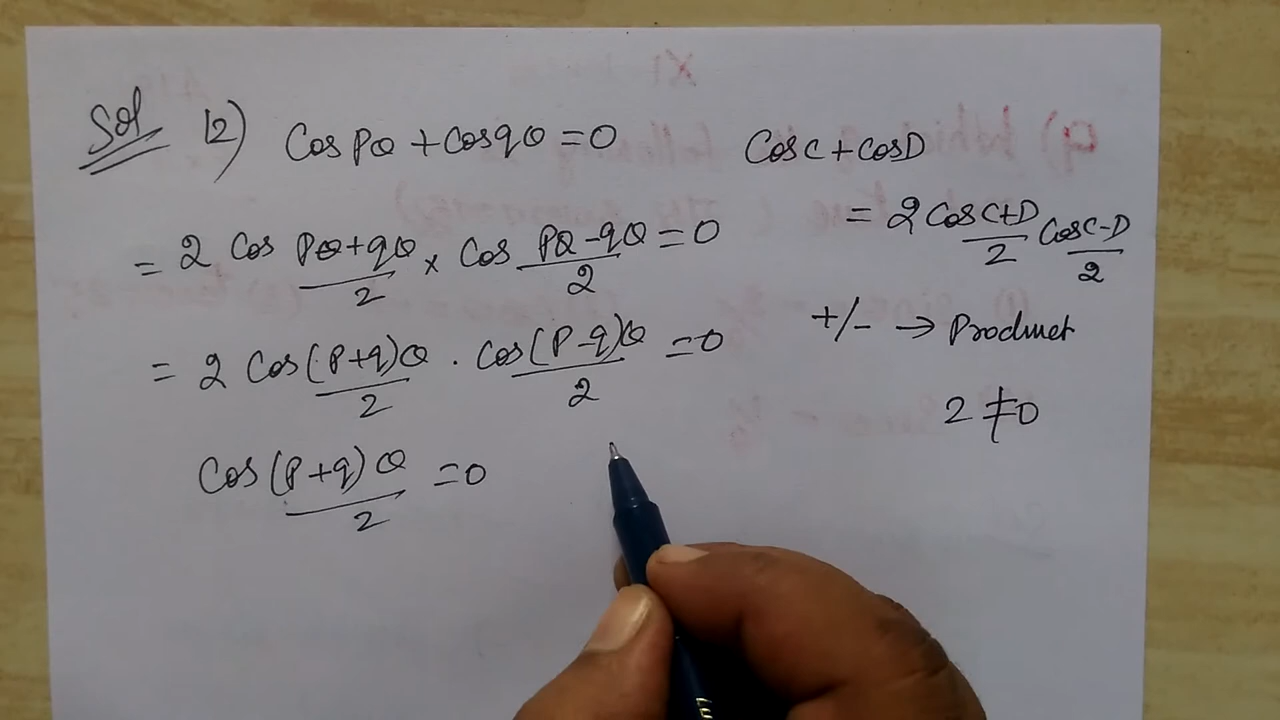 Sol 12) Cos pθ + cos qθ = 0
= 2 Cos (pθ + qθ)/2 × Cos (pθ - qθ)/2 = 0
= 2 Cos (p+q)θ/2 . Cos (p-q)θ/2 = 0
Cos (p+q)θ/2 = 0
Cos C + cos D
= 2 Cos (C+D)/2 Cos (C-D)/2
+/- → Product
2 ≠ 0